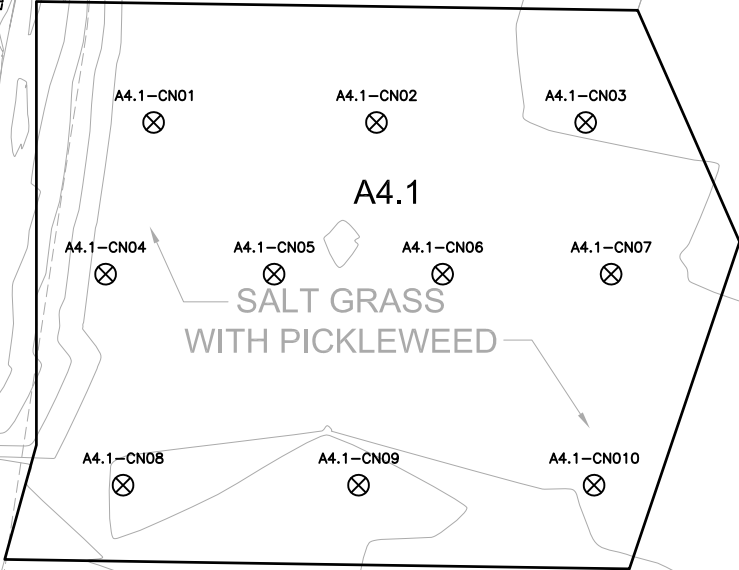 A4.1-CN01
A4.1-CN02
A4.1-CN03
A4.1
A4.1-CN04
A4.1-CN05
A4.1-CN06
A4.1-CN07
SALT GRASS
WITH PICKLEWEED
A4.1-CN08
A4.1-CN09
A4.1-CN010